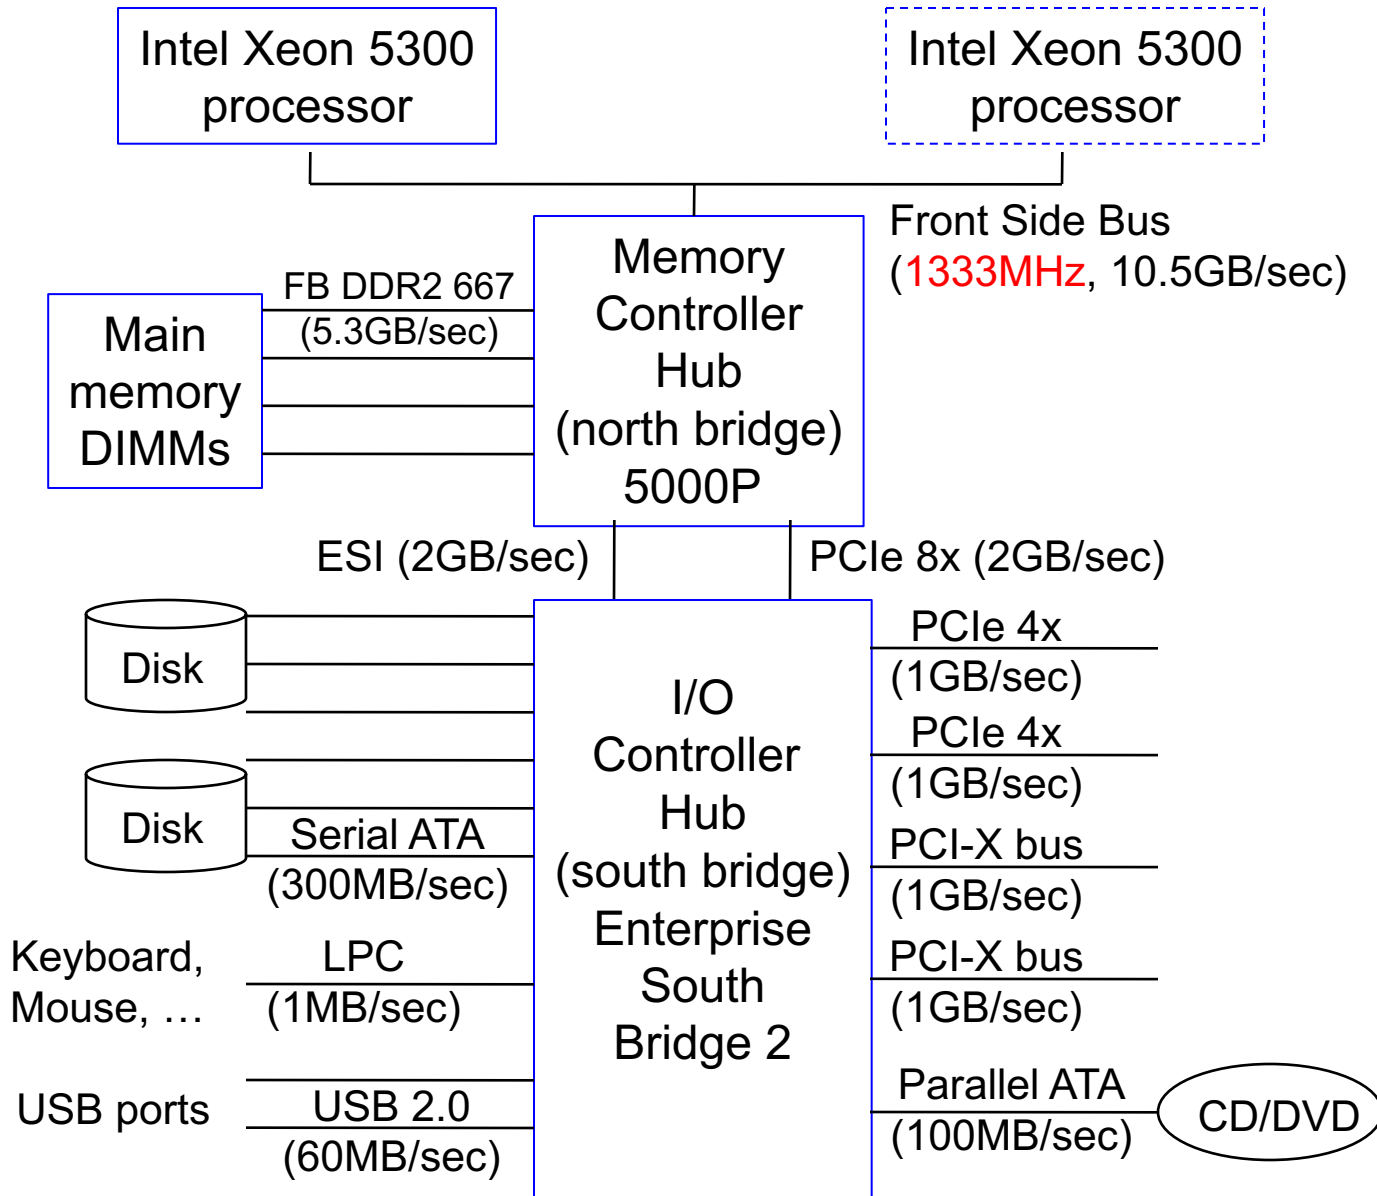 Intel Xeon 5300
processor
Intel Xeon 5300
processor
Front Side Bus
(1333MHz, 10.5GB/sec)
FB DDR2 667
(5.3GB/sec)
Main
memory
DIMMs
Memory
Controller
Hub
(north bridge)
5000P
ESI (2GB/sec)
PCIe 8x (2GB/sec)
Disk
Disk
Serial ATA
(300MB/sec)
Keyboard,
Mouse, …
LPC
(1MB/sec)
USB ports
USB 2.0
(60MB/sec)
I/O
Controller
Hub
(south bridge)
Enterprise
South
Bridge 2
PCIe 4x
(1GB/sec)
PCIe 4x
(1GB/sec)
PCI-X bus
(1GB/sec)
PCI-X bus
(1GB/sec)
Parallel ATA
(100MB/sec)
CD/DVD